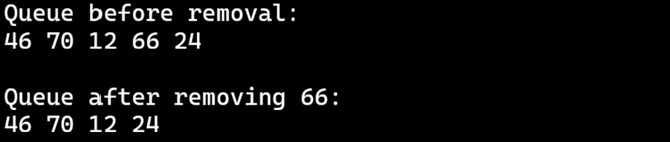 Queue before removal:
46 70 12 66 24
Queue after removing 66:
46 70 12 24